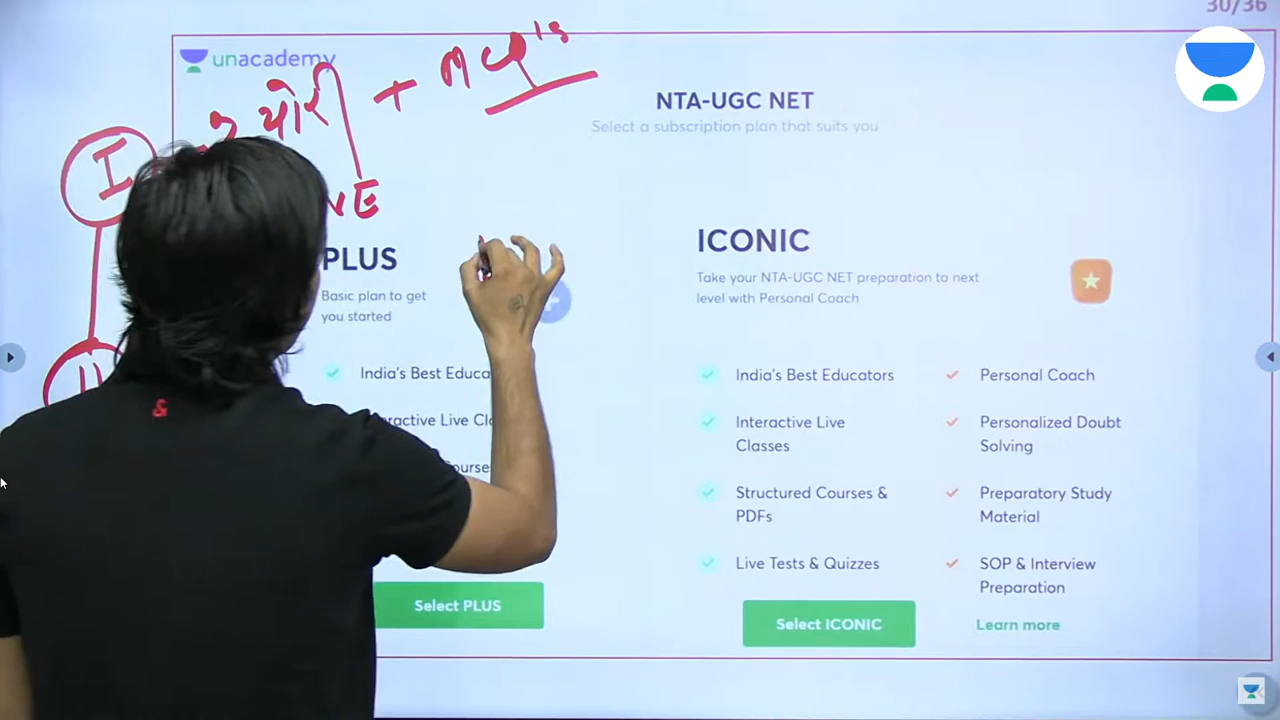 30/36
unacademy
थ्योरी + MCQ's
I
VE
II
NTA-UGC NET
Select a subscription plan that suits you
PLUS
Basic plan to get
you started
India's Best Educa
ractive Live Cl
ourses
Select PLUS
ICONIC
Take your NTA-UGC NET preparation to next
level with Personal Coach
India's Best Educators
Interactive Live
Classes
Structured Courses &
PDFs
Live Tests & Quizzes
Personal Coach
Personalized Doubt
Solving
Preparatory Study
Material
SOP & Interview
Preparation
Select ICONIC
Learn more
&